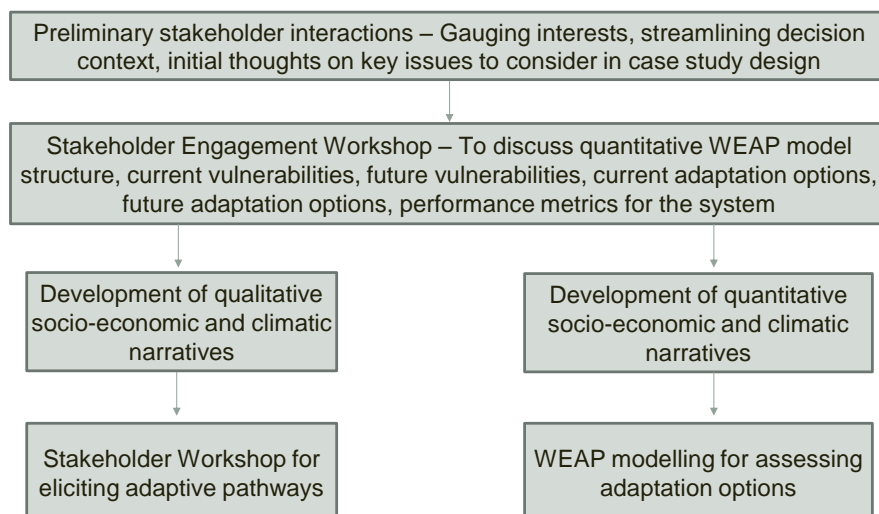 Preliminary stakeholder interactions – Gauging interests, streamlining decision
context, initial thoughts on key issues to consider in case study design
Stakeholder Engagement Workshop – To discuss quantitative WEAP model
structure, current vulnerabilities, future vulnerabilities, current adaptation options,
future adaptation options, performance metrics for the system
Development of qualitative
socio-economic and climatic
narratives
Development of quantitative
socio-economic and climatic
narratives
Stakeholder Workshop for
eliciting adaptive pathways
WEAP modelling for assessing
adaptation options